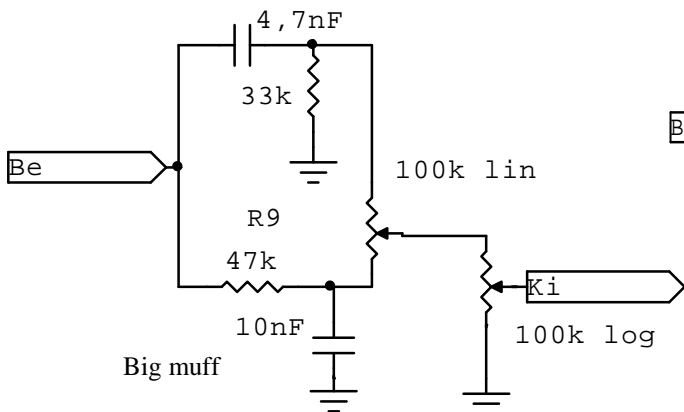 4,7nF
33k
B
Be
100k lin
R9
47k
Ki
10nF
100k log
Big muff